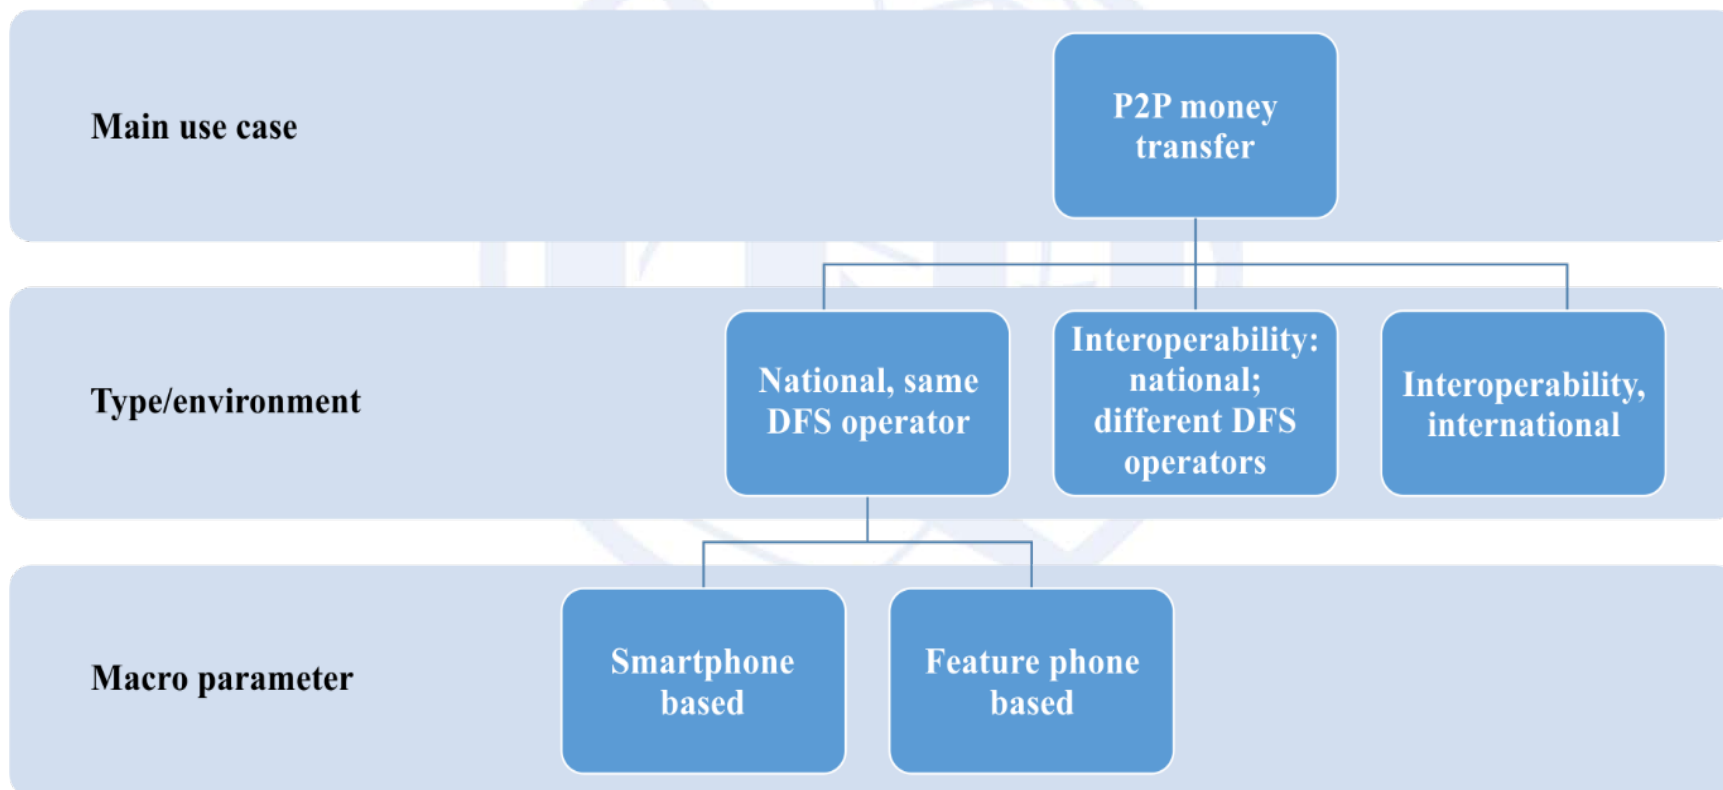 Main use case
P2P money
transfer
Type/environment
National, same
DFS operator
Interoperability:
national;
different DFS
operators
Interoperability,
international
Macro parameter
Smartphone
based
Feature phone
based